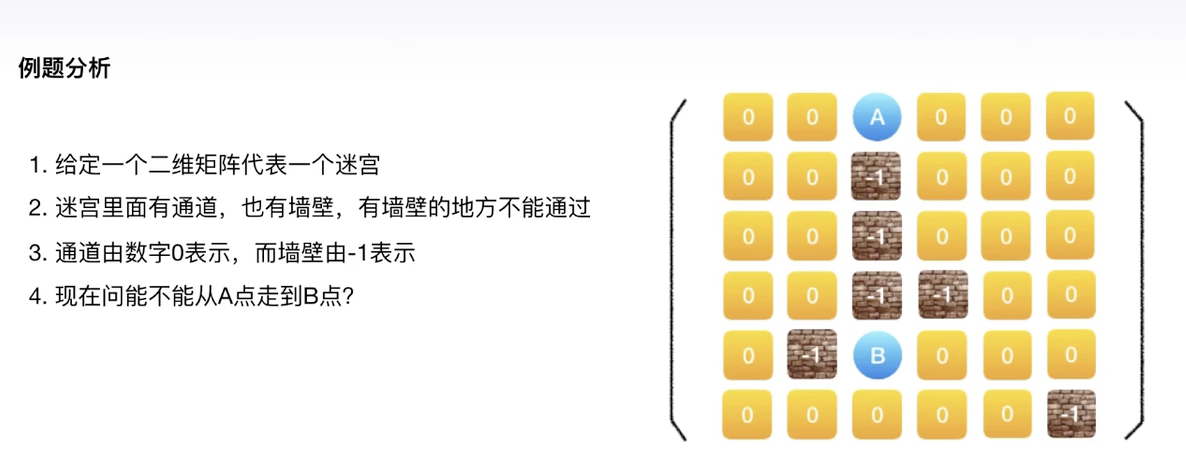 例题分析
1. 给定一个二维矩阵代表一个迷宫
2. 迷宫里面有通道，也有墙壁，有墙壁的地方不能通过
3. 通道由数字0表示，而墙壁由-1表示
4. 现在问能不能从A点走到B点？
0 0 A 0 0 0
0 0 -1 0 0 0
0 0 -1 0 0 0
0 0 -1 -1 0 0
0 -1 B 0 0 0
0 0 0 0 0 -1